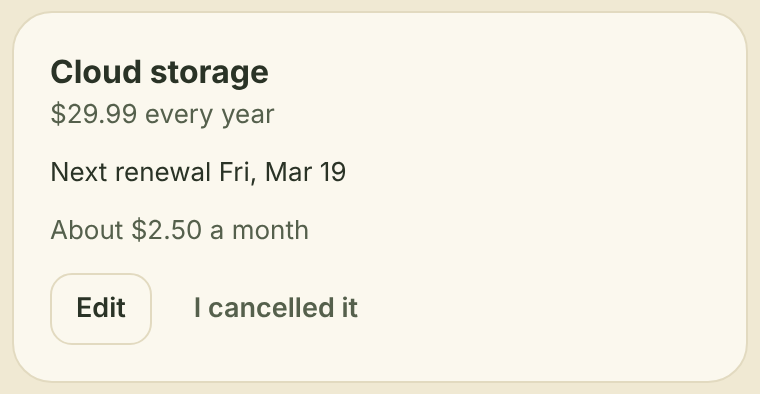 Cloud storage
$29.99 every year
Next renewal Fri, Mar 19
About $2.50 a month
Edit I cancelled it